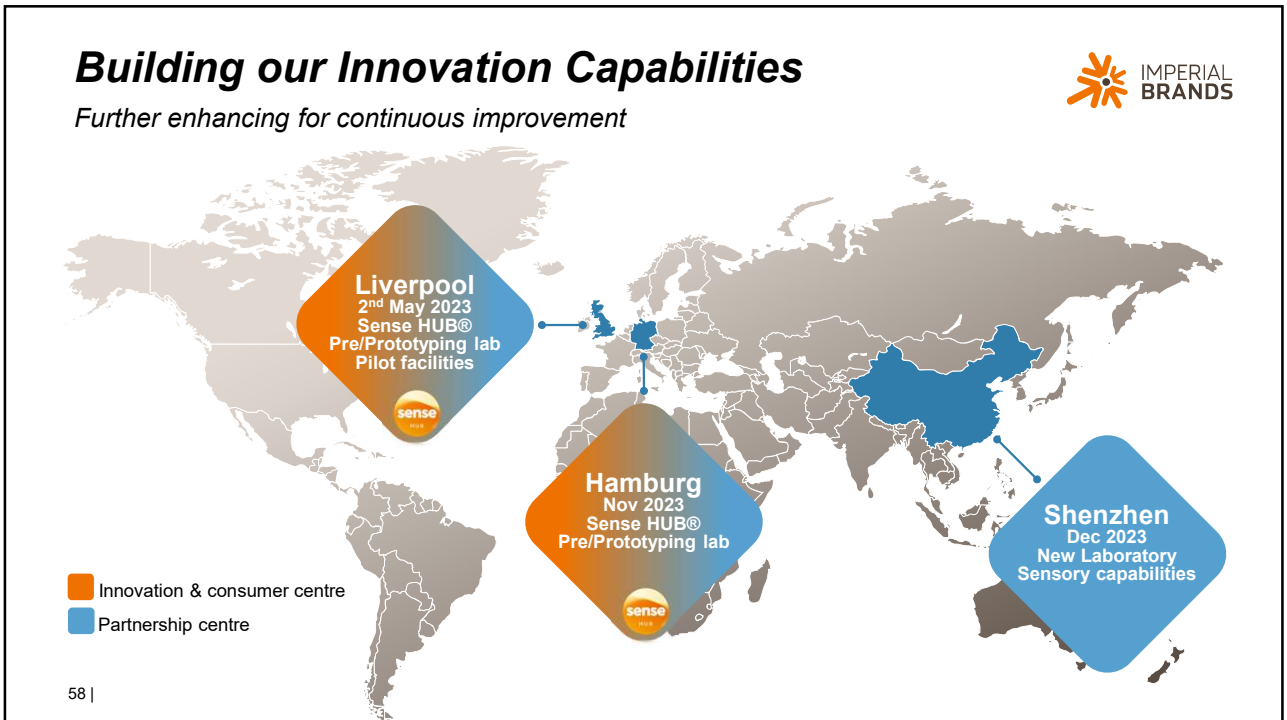 Building our Innovation Capabilities
Further enhancing for continuous improvement
IMPERIAL
BRANDS
Liverpool
2nd May 2023
Sense HUB®
Pre/Prototyping lab
Pilot facilities
sense
HUB
Hamburg
Nov 2023
Sense HUB®
Pre/Prototyping lab
sense
HUB
Shenzhen
Dec 2023
New Laboratory
Sensory capabilities
Innovation & consumer centre
Partnership centre
58 |